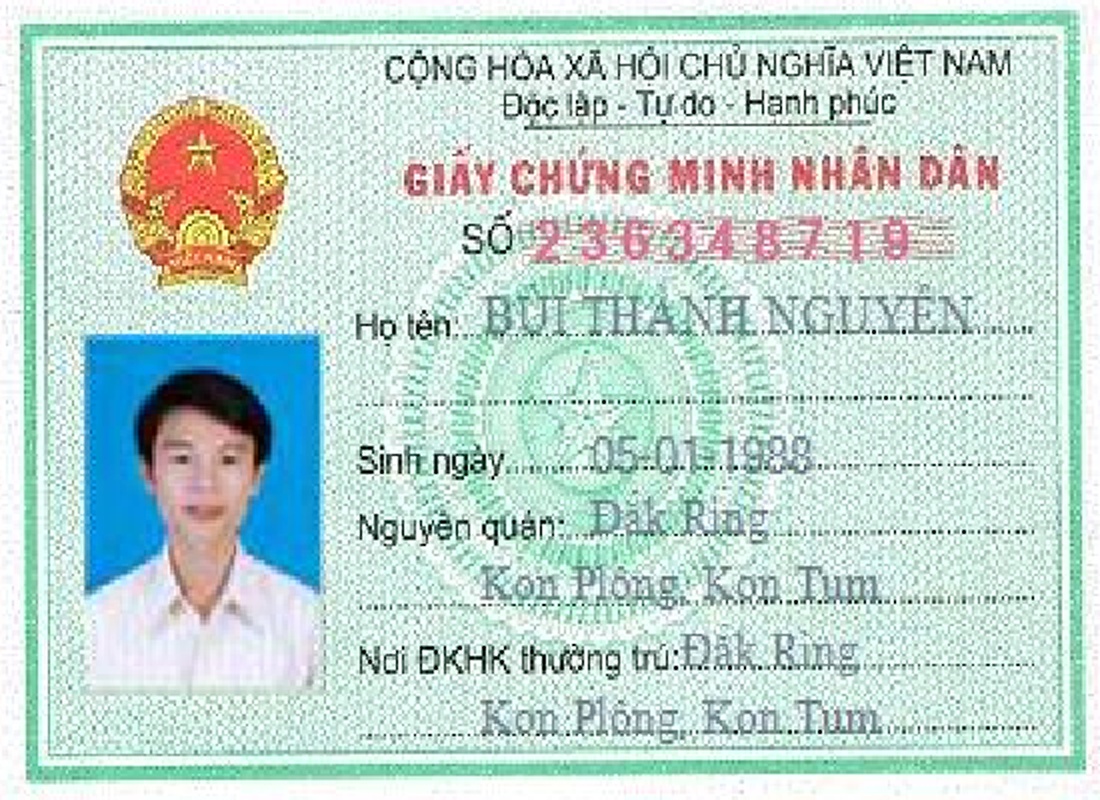 CỘNG HÒA XÃ HỘI CHỦ NGHĨA VIỆT NAM
Độc lập - Tự do - Hạnh phúc
GIẤY CHỨNG MINH NHÂN DÂN
SỐ 236348719
Họ tên: BÙI THÀNH NGUYÊN
Sinh ngày 05-01-1988
Nguyên quán: Đăk Ring
Kon Plông, Kon Tum
Nơi ĐKHK thường trú: Đăk Ring
Kon Plông, Kon Tum